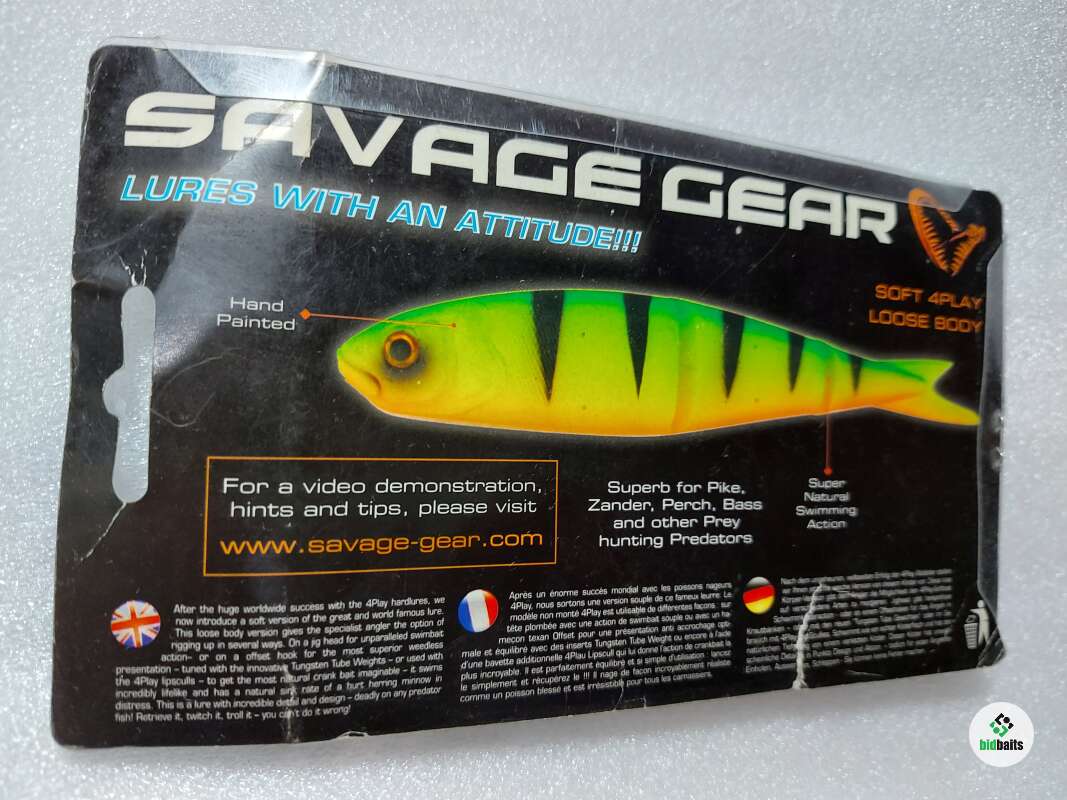 SAVAGE GEAR
LURES WITH AN ATTITUDE!!!
SOFT 4PLAY
LOOSE BODY
Hand
Painted
For a video demonstration,
hints and tips, please visit
www.savage-gear.com
Superb for Pike,
Zander, Perch, Bass
and other Prey
hunting Predators
Super
Natural
Swimming
Action
After the huge worldwide success with the 4Play hardlures, we
now introduce a soft version of the great and world famous lure.
This loose body version gives the specialist angler the option of
rigging up in several ways. On a jig head for unparalleled swimbait
action- or on a offset hook for the most superior weedless
presentation - tuned with the innovative Tungsten Tube Weights - or used with
the 4Play lipsculls - to get the most natural crank bait imaginable - it swims
incredibly lifelike and has a natural sink rate of a hurt herring minnow in
distress. This is a lure with incredible detail and design - deadly on any predator
fish! Retrieve it, twitch it, troll it - you can't do it wrong!
Après un énorme succés mondial avec les poissons nageurs
4Play, nous sortons une version souple de ce fameux leurre. Le
modèle non monté 4Play est utilisable de differentes façons sur
tête plombée avec une action de swimbait souple ou avec un ha
mecon texan Offset pour une présentation anti accrochage opti-
male et équilibré avec des inserts Tungsten Tube Weight ou encore à l'aide
d'une bavette additionnelle 4Play Lipscull qui lui donne l'action de crankbait la
plus incroyable. Il est parfaitement équilibré et si simple d'utilisation : lancez
le simplement et récupérez le !!! Il nage de façon incroyablement réaliste
comme un poisson blessé et est irrésistible pour tous les carnassiers.
Nach dem
bidbaits